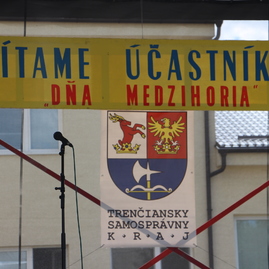 ÍTAME ÚČASTNÍK
„DŇA MEDZIHORIA"
TRENČIANSKY
SAMOSPRÁVNY
K • R • A • J